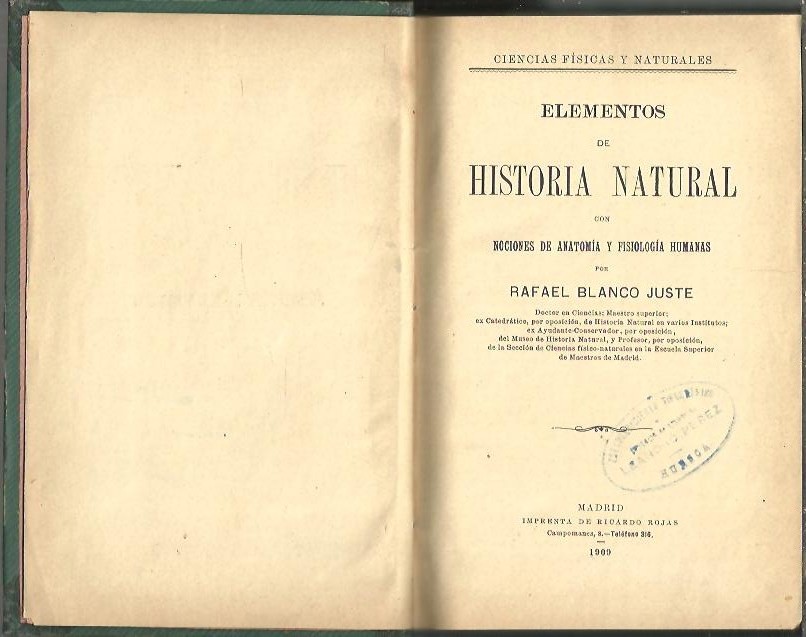 CIENCIAS FÍSICAS Y NATURALES
ELEMENTOS
DE
HISTORIA NATURAL
CON
NOCIONES DE ANATOMÍA Y FISIOLOGÍA HUMANAS
POR
RAFAEL BLANCO JUSTE
Doctor en Ciencias; Maestro superior;
ex Catedrático, por oposición, de Historia Natural en varios Institutos;
ex Ayudante-Conservador, por oposición,
del Museo de Historia Natural, y Profesor, por oposición,
de la Sección de Ciencias físico-naturales en la Escuela Superior
de Maestros de Madrid.
PEREZ
HUESCA
MADRID
IMPRENTA DE RICARDO ROJAS
Campomanes, 8.—Teléfono 316.
1909